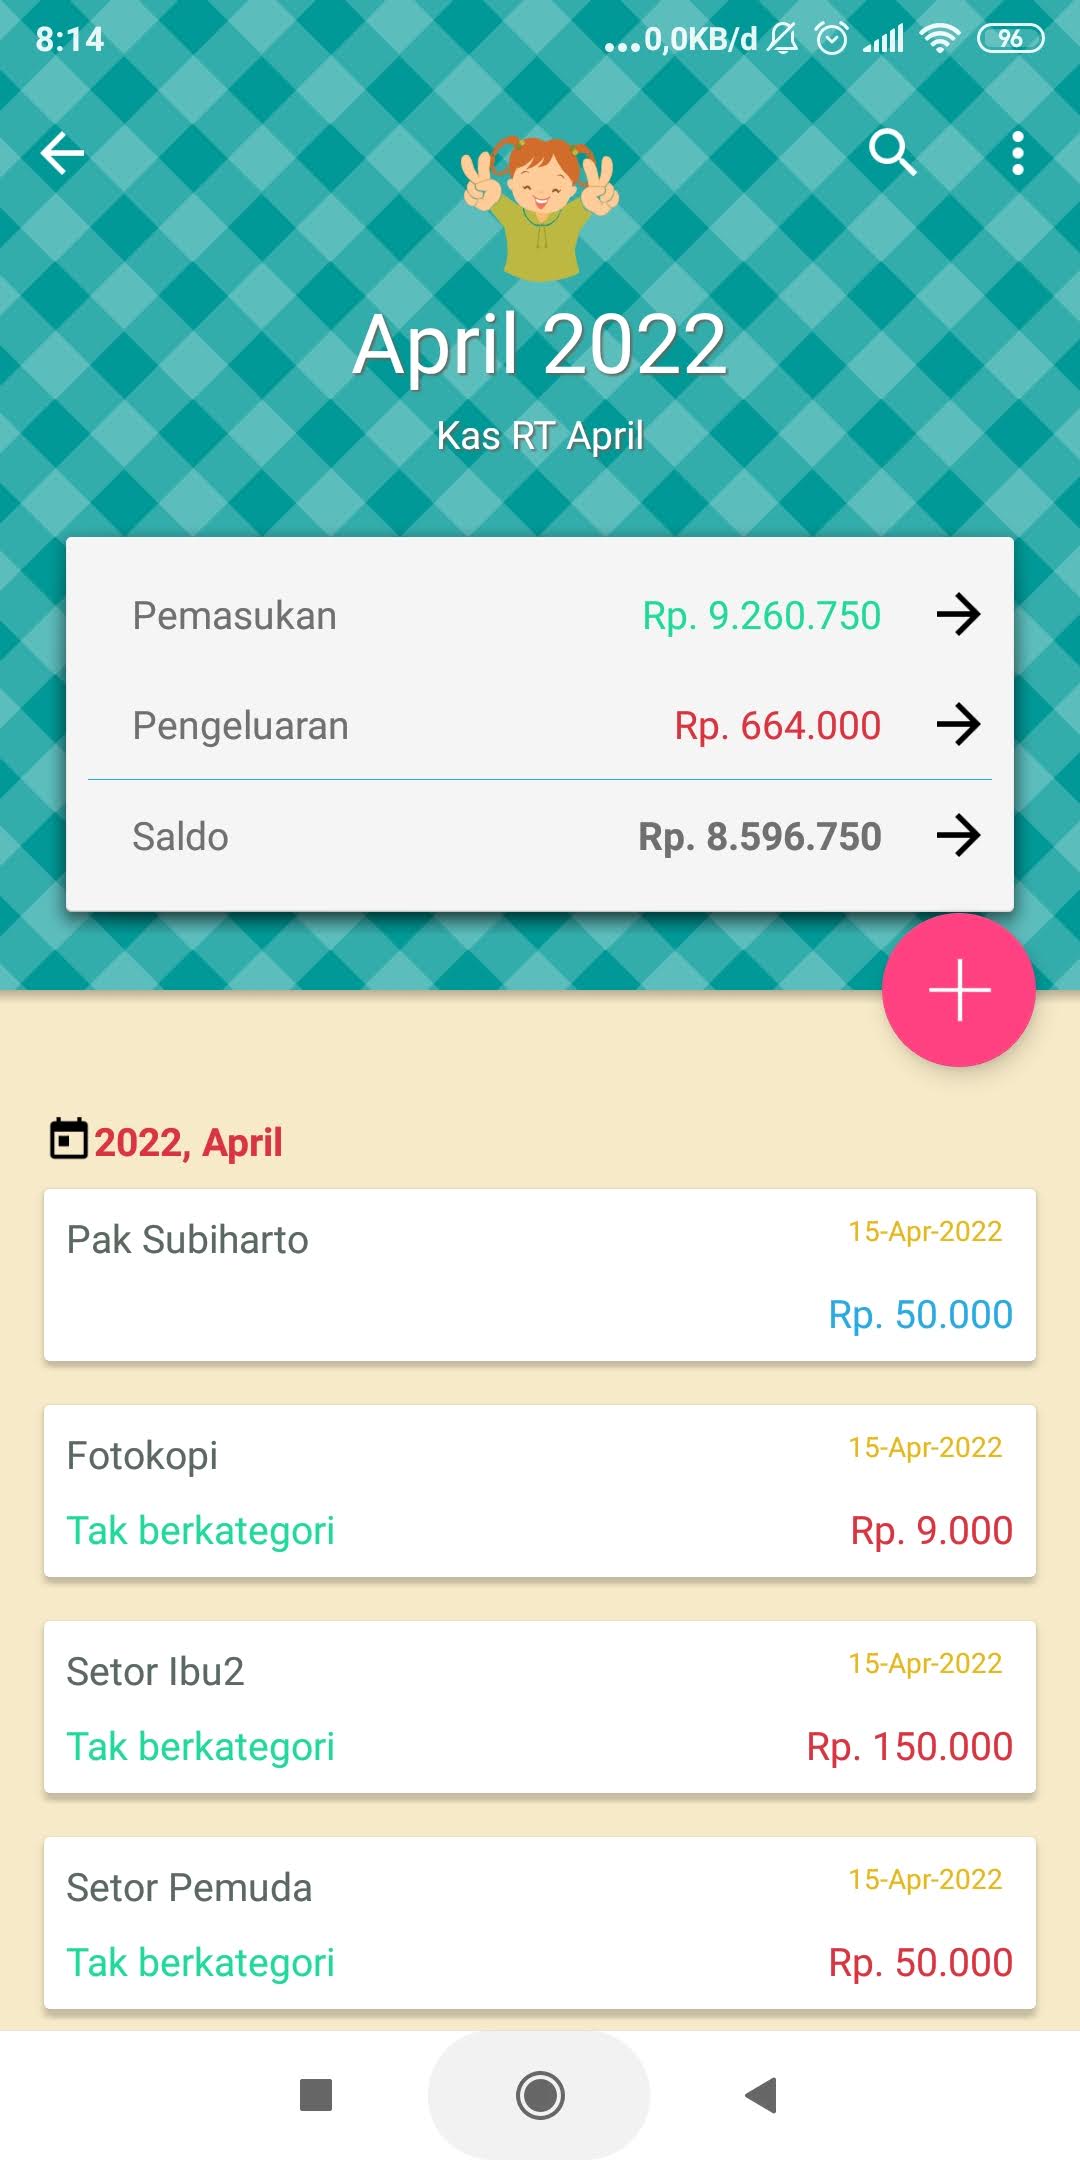 8:14 ...0,0KB/d 96
April 2022
Kas RT April
Pemasukan Rp. 9.260.750
Pengeluaran Rp. 664.000
Saldo Rp. 8.596.750
2022, April
Pak Subiharto 15-Apr-2022
Rp. 50.000
Fotokopi 15-Apr-2022
Tak berkategori Rp. 9.000
Setor Ibu2 15-Apr-2022
Tak berkategori Rp. 150.000
Setor Pemuda 15-Apr-2022
Tak berkategori Rp. 50.000